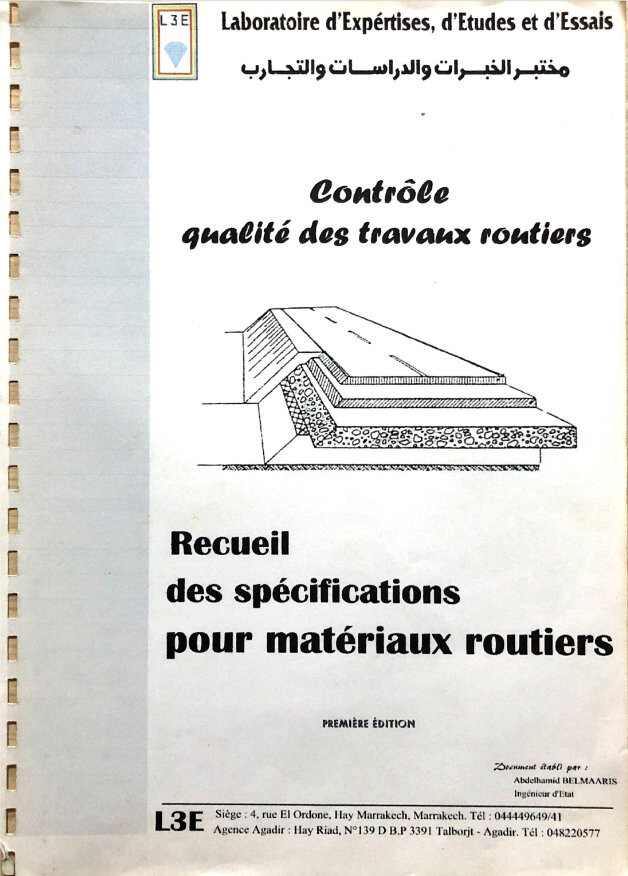 L3E
Laboratoire d'Expértises, d'Etudes et d'Essais
مختبر الخبرات والدراسات والتجارب
Contrôle
qualité des travaux routiers
Recueil
des spécifications
pour matériaux routiers
PREMIÈRE ÉDITION
Document établi par :
Abdelhamid BELMAARIS
Ingénieur d'Etat
L3E
Siège : 4, rue El Ordone, Hay Marrakech, Marrakech. Tél : 044449649/41
Agence Agadir : Hay Riad, N°139 D B.P 3391 Talborjt - Agadir. Tél : 048220577